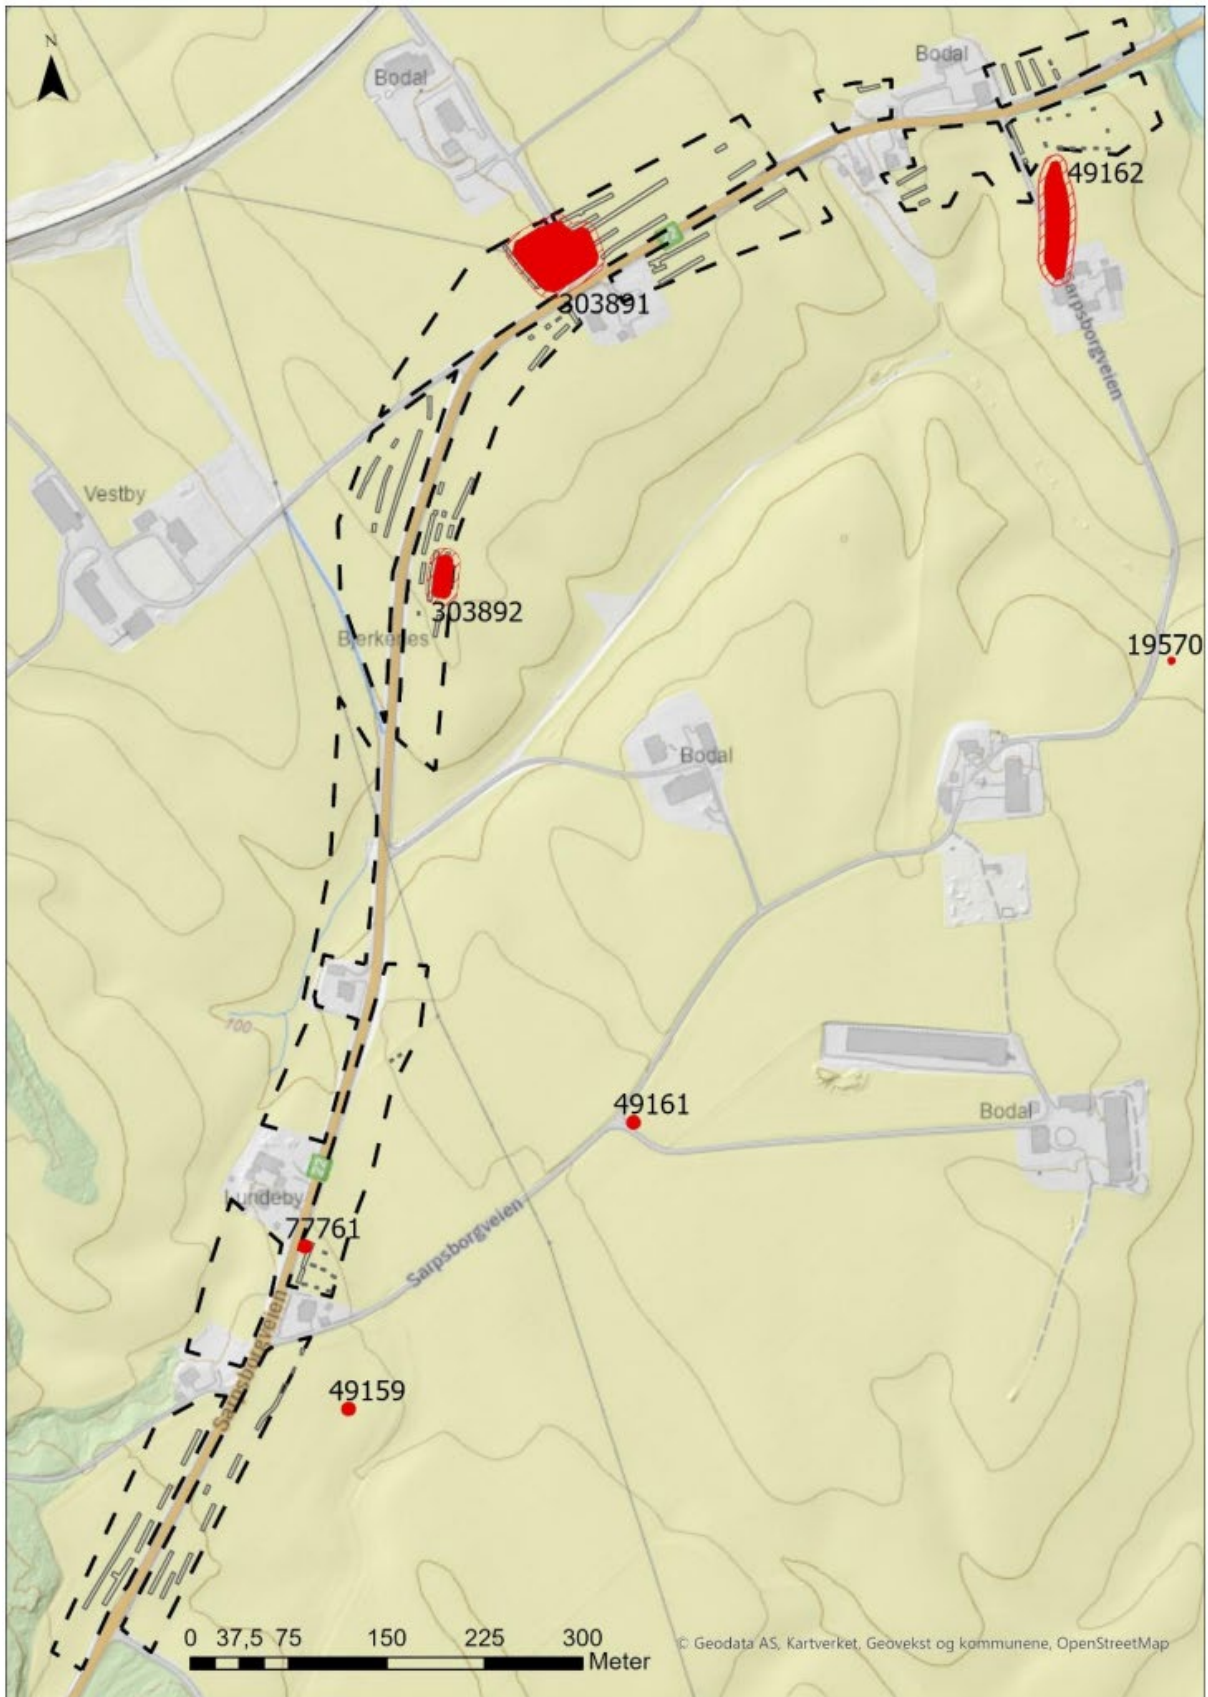 N
Bodal
Bodal
49162
303891
Sarpsborgveien
Vestby
303892
Bjerkenes
19570
Bodal
100
49161
Bodal
22
Lundeby
77761
Sarpsborgveien
Sarpsborgveien
49159
0 37,5 75 150 225 300
Meter
© Geodata AS, Kartverket, Geovekst og kommunene, OpenStreetMap